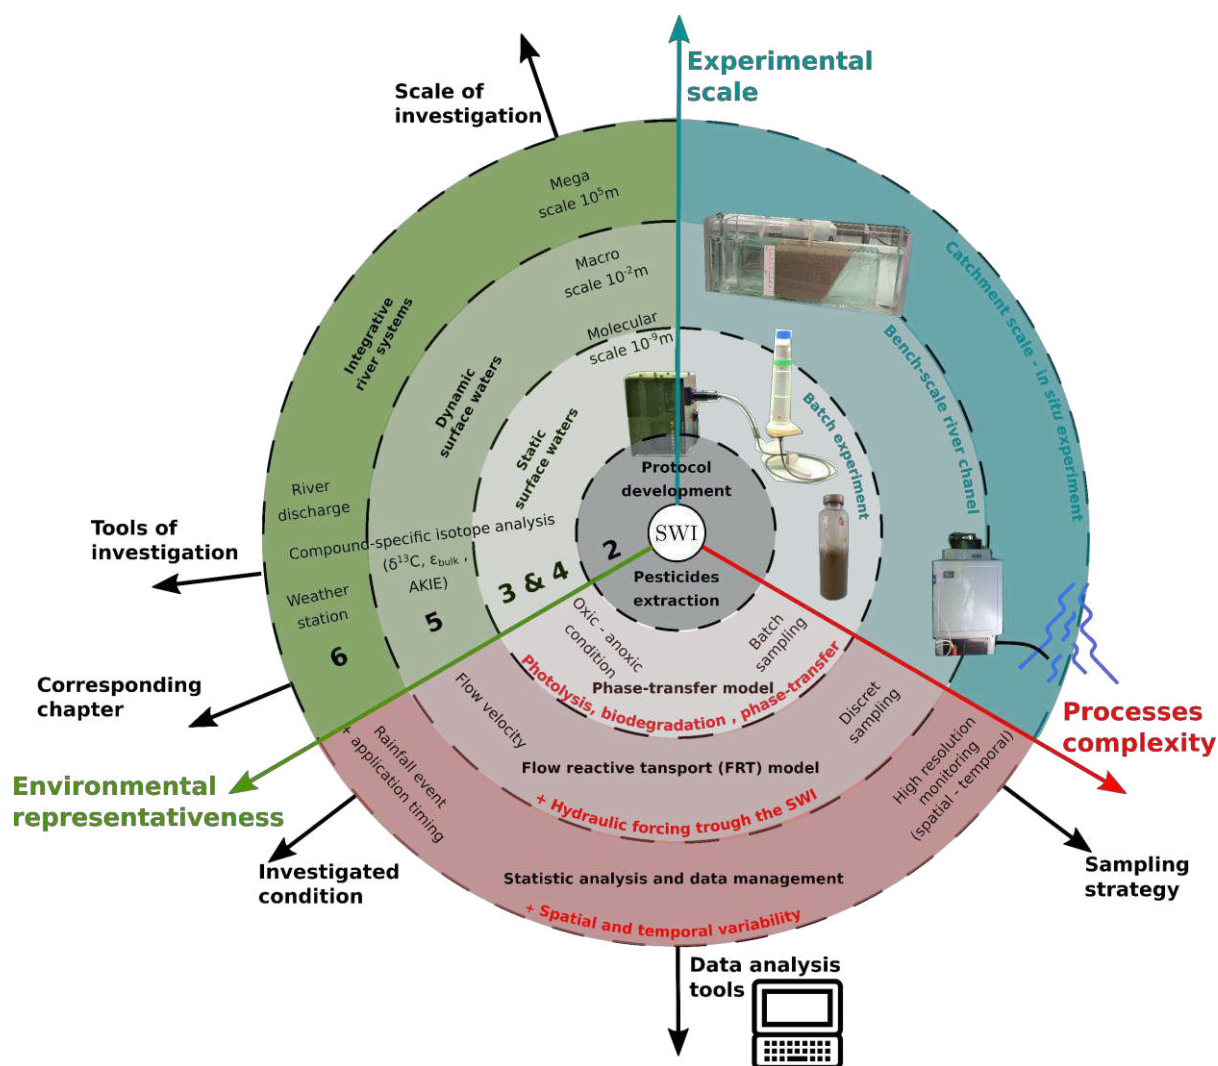 Experimental
scale
Scale of
investigation
Mega
scale 10⁵m
Macro
scale 10⁻²m
Molecular
scale 10⁻⁹m
Integrative
river systems
Dynamic
surface waters
Static
surface waters
Catchment scale - in situ experiment
Bench-scale river chanel
Batch experiment
Protocol
development
SWI
Pesticides
extraction
2
3 & 4
5
6
River
discharge
Compound-specific isotope analysis
(δ¹³C, ε_bulk ,
AKIE)
Weather
station
Tools of
investigation
Corresponding
chapter
Environmental
representativeness
Investigated
condition
Oxic - anoxic
condition
Batch
sampling
Phase-transfer model
Photolysis, biodegradation , phase-transfer
Flow velocity
Discret
sampling
Flow reactive tansport (FRT) model
+ Hydraulic forcing trough the SWI
Rainfall event
+ application timing
High resolution
monitoring
(spatial - temporal)
Statistic analysis and data management
+ Spatial and temporal variability
Processes
complexity
Sampling
strategy
Data analysis
tools